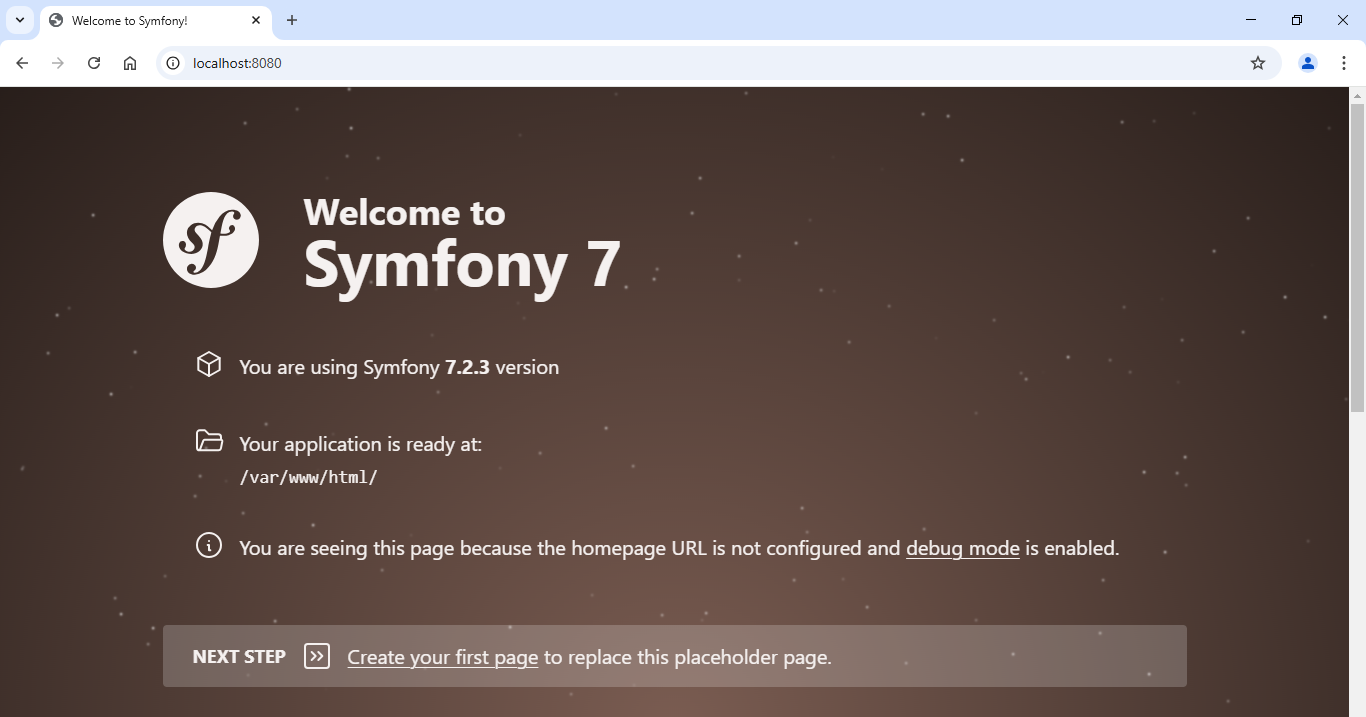 Welcome to Symfony!
localhost:8080
sf
Welcome to
Symfony 7
You are using Symfony 7.2.3 version
Your application is ready at:
/var/www/html/
You are seeing this page because the homepage URL is not configured and debug mode is enabled.
NEXT STEP Create your first page to replace this placeholder page.